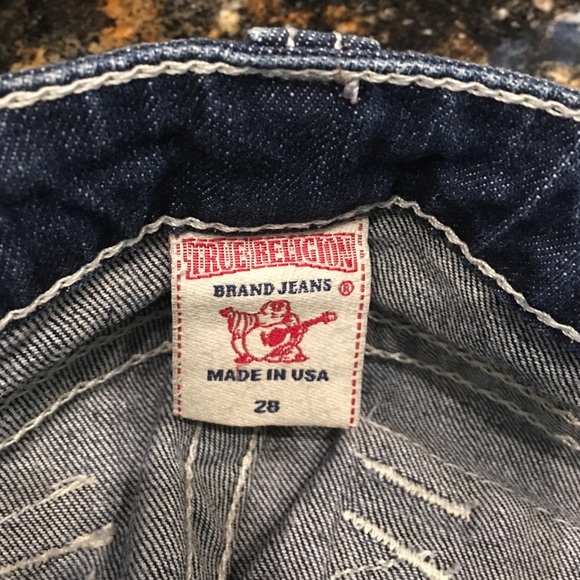 TRUE RELIGION
BRAND JEANS ®
MADE IN USA
28